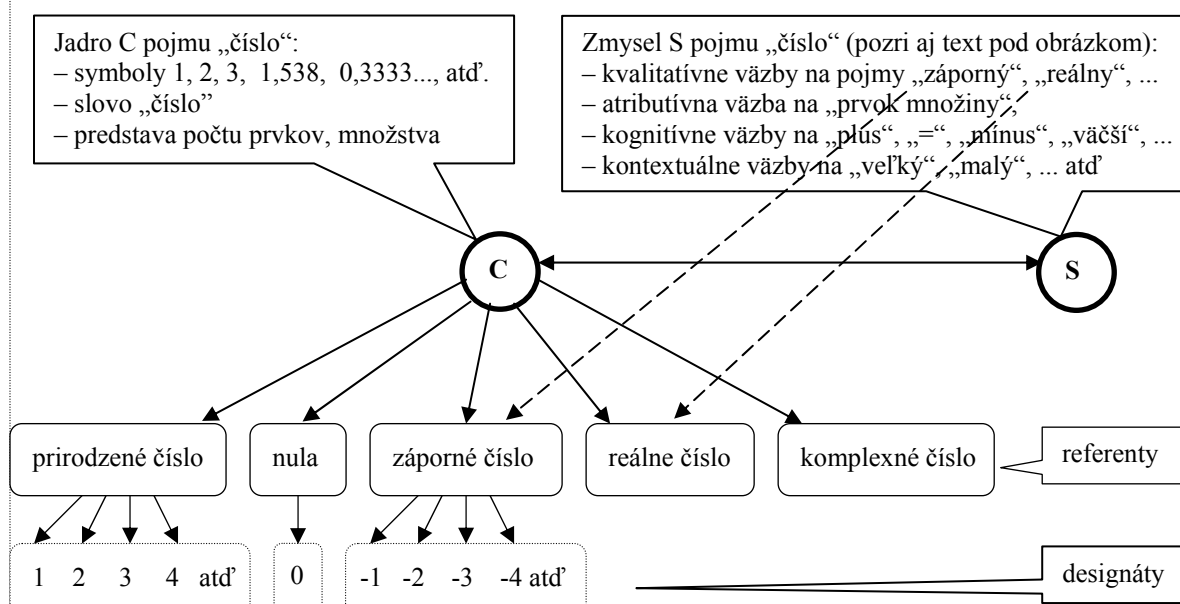 Jadro C pojmu „číslo“:
– symboly 1, 2, 3, 1,538, 0,3333..., atď.
– slovo „číslo”
– predstava počtu prvkov, množstva
Zmysel S pojmu „číslo“ (pozri aj text pod obrázkom):
– kvalitatívne väzby na pojmy „záporný“, „reálny“, ...
– atributívna väzba na „prvok množiny“,
– kognitívne väzby na „plus“, „=“, „mínus“, „väčší“, ...
– kontextuálne väzby na „veľký“, „malý“, ... atď
C
S
prirodzené číslo
nula
záporné číslo
reálne číslo
komplexné číslo
referenty
1 2 3 4 atď
0
-1 -2 -3 -4 atď
designáty